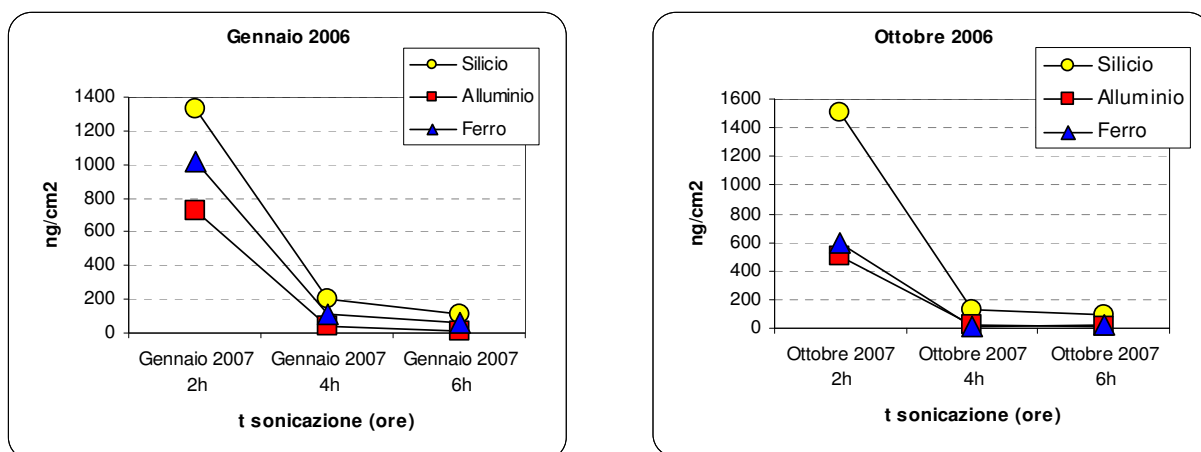 Gennaio 2006
Silicio
Alluminio
Ferro
1400
1200
1000
800
600
400
200
0
ng/cm2
Gennaio 2007 Gennaio 2007 Gennaio 2007
2h 4h 6h
t sonicazione (ore)
Ottobre 2006
Silicio
Alluminio
Ferro
1600
1400
1200
1000
800
600
400
200
0
ng/cm2
Ottobre 2007 Ottobre 2007 Ottobre 2007
2h 4h 6h
t sonicazione (ore)